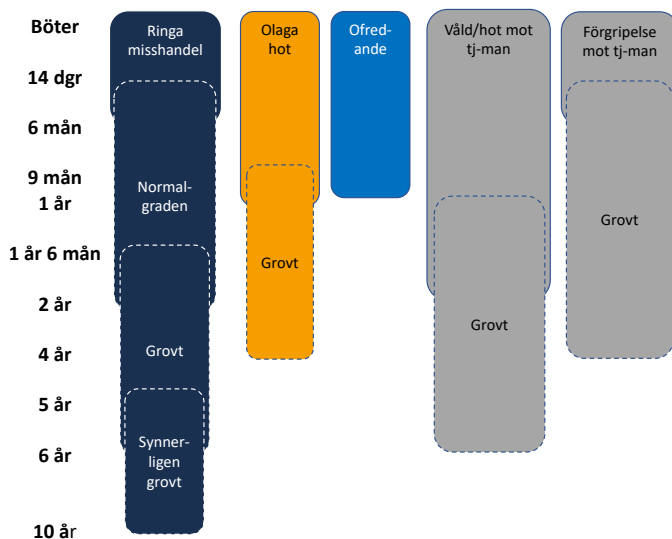 Böter
14 dgr
6 mån
9 mån
1 år
1 år 6 mån
2 år
4 år
5 år
6 år
10 år
Ringa
misshandel
Normal-
graden
Grovt
Synner-
ligen
grovt
Olaga
hot
Grovt
Ofred-
ande
Våld/hot mot
tj-man
Grovt
Förgripelse
mot tj-man
Grovt